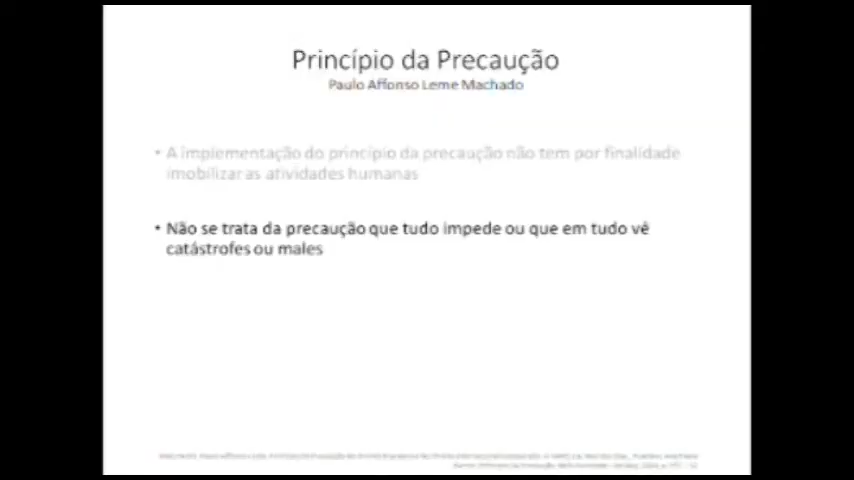 Princípio da Precaução
Paulo Affonso Leme Machado
• A implementação do princípio da precaução não tem por finalidade
imobilizar as atividades humanas
• Não se trata da precaução que tudo impede ou que em tudo vê
catástrofes ou males